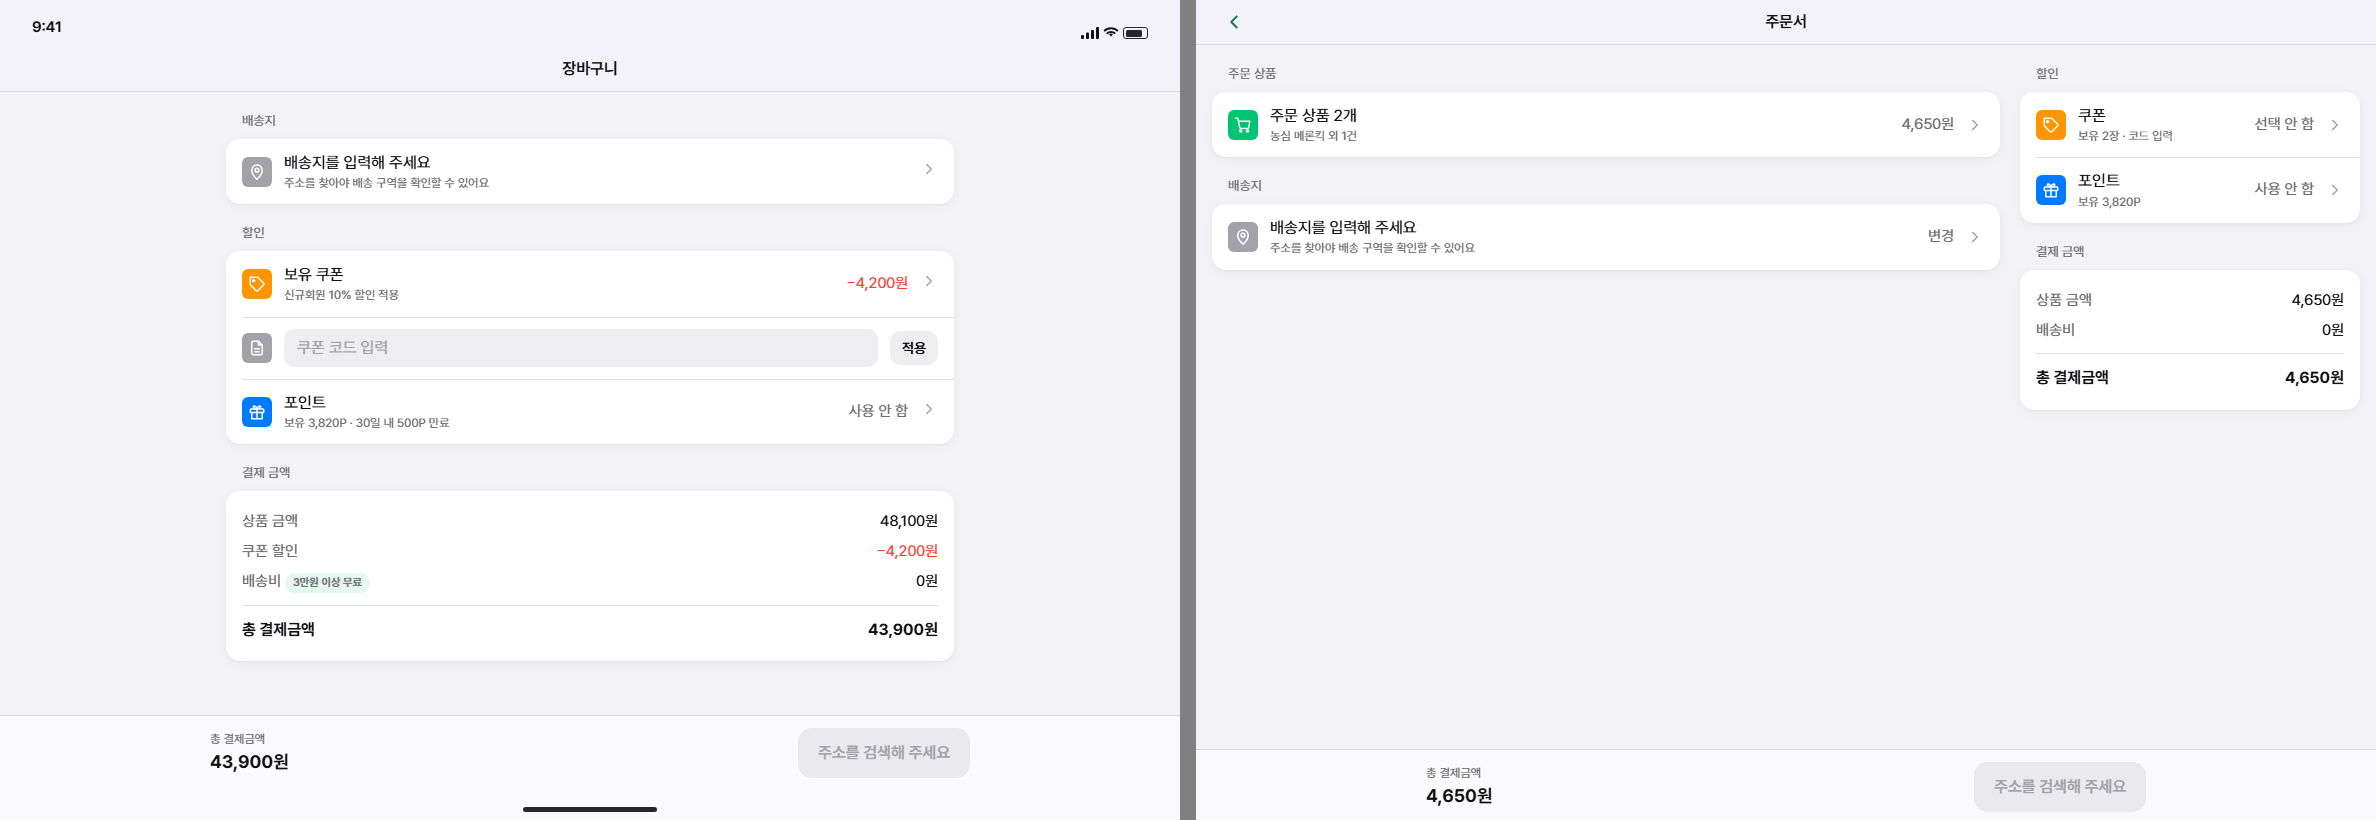 9:41
장바구니
배송지
배송지를 입력해 주세요
주소를 찾아야 배송 구역을 확인할 수 있어요
할인
보유 쿠폰
신규회원 10% 할인 적용
−4,200원
쿠폰 코드 입력
적용
포인트
보유 3,820P · 30일 내 500P 만료
사용 안 함
결제 금액
상품 금액 48,100원
쿠폰 할인 −4,200원
배송비 3만원 이상 무료 0원
총 결제금액 43,900원
총 결제금액
43,900원
주소를 검색해 주세요
주문서
주문 상품
주문 상품 2개
농심 메론킥 외 1건
4,650원
배송지
배송지를 입력해 주세요
주소를 찾아야 배송 구역을 확인할 수 있어요
변경
할인
쿠폰
보유 2장 · 코드 입력
선택 안 함
포인트
보유 3,820P
사용 안 함
결제 금액
상품 금액 4,650원
배송비 0원
총 결제금액 4,650원
총 결제금액
4,650원
주소를 검색해 주세요